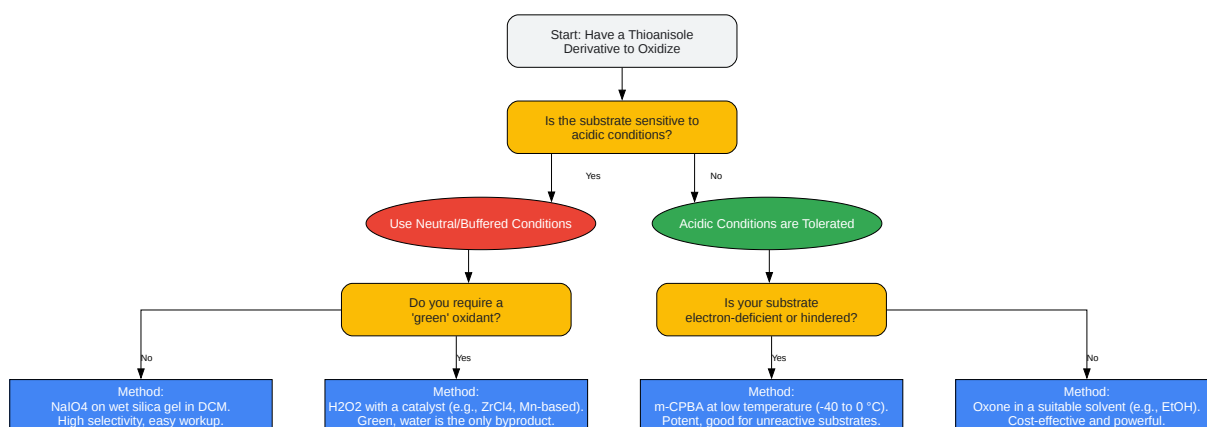 Start: Have a Thioanisole
Derivative to Oxidize
Is the substrate sensitive to
acidic conditions?
Yes
No
Use Neutral/Buffered Conditions
Acidic Conditions are Tolerated
Do you require a
'green' oxidant?
Is your substrate
electron-deficient or hindered?
No
Yes
Yes
No
Method:
NaIO4 on wet silica gel in DCM.
High selectivity, easy workup.
Method:
H2O2 with a catalyst (e.g., ZrCl4, Mn-based).
Green, water is the only byproduct.
Method:
m-CPBA at low temperature (-40 to 0 °C).
Potent, good for unreactive substrates.
Method:
Oxone in a suitable solvent (e.g., EtOH).
Cost-effective and powerful.